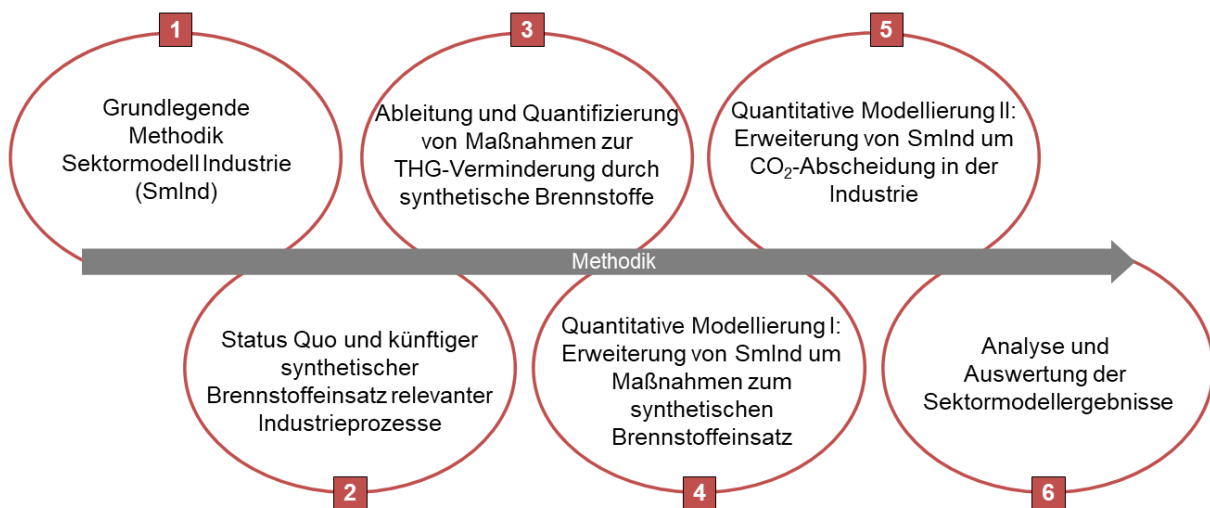 1
Grundlegende
Methodik
Sektormodell Industrie
(SmInd)
2
Status Quo und künftiger
synthetischer
Brennstoffeinsatz relevanter
Industrieprozesse
3
Ableitung und Quantifizierung
von Maßnahmen zur
THG-Verminderung durch
synthetische Brennstoffe
4
Quantitative Modellierung I:
Erweiterung von SmInd um
Maßnahmen zum
synthetischen
Brennstoffeinsatz
5
Quantitative Modellierung II:
Erweiterung von SmInd um
CO₂-Abscheidung in der
Industrie
6
Analyse und
Auswertung der
Sektormodellergebnisse
Methodik